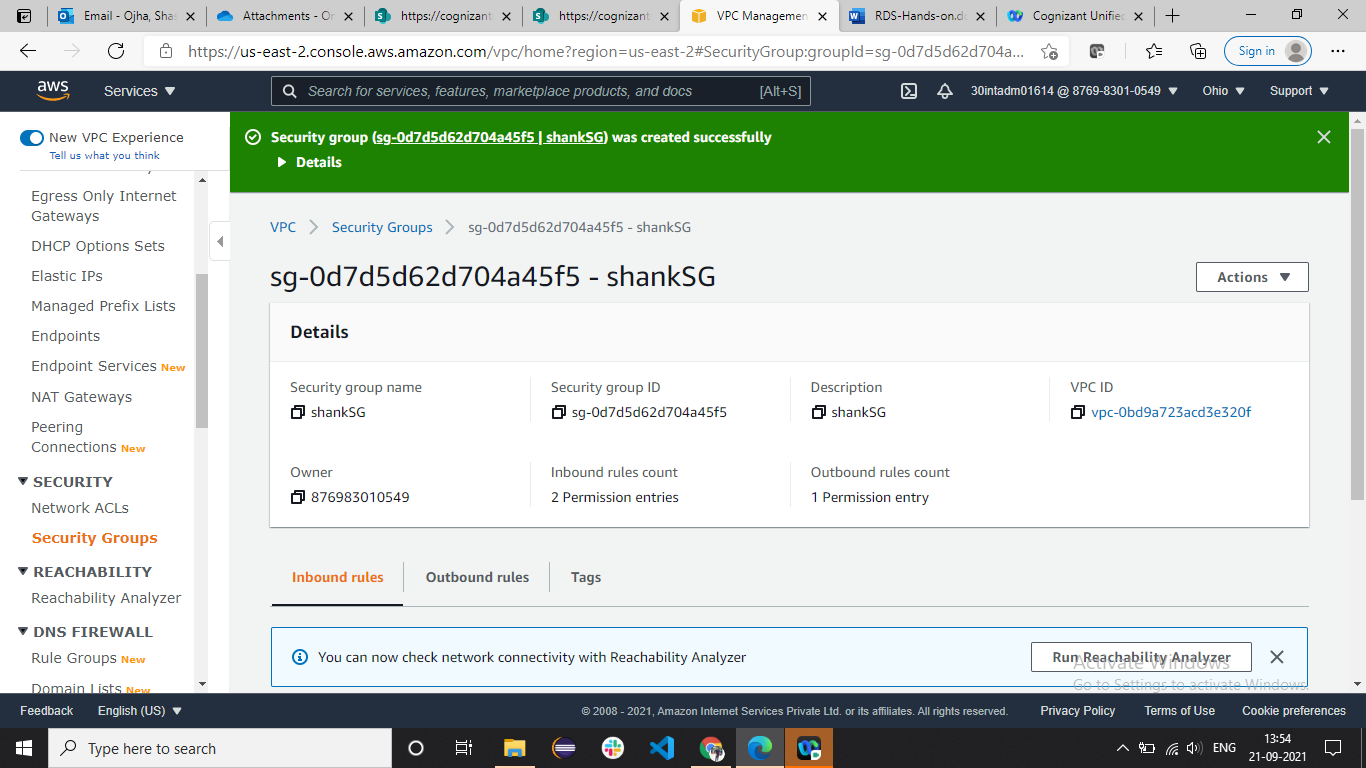 Email - Ojha, Sha
Attachments - On
https://cognizant
https://cognizant
VPC Managemen
RDS-Hands-on.d
Cognizant Unified
https://us-east-2.console.aws.amazon.com/vpc/home?region=us-east-2#SecurityGroup:groupId=sg-0d7d5d62d704a...
Sign in
aws
Services
Search for services, features, marketplace products, and docs
[Alt+S]
30intadm01614 @ 8769-8301-0549
Ohio
Support
New VPC Experience
Tell us what you think
Egress Only Internet
Gateways
DHCP Options Sets
Elastic IPs
Managed Prefix Lists
Endpoints
Endpoint Services New
NAT Gateways
Peering
Connections New
SECURITY
Network ACLs
Security Groups
REACHABILITY
Reachability Analyzer
DNS FIREWALL
Rule Groups New
Domain Lists New
Security group (sg-0d7d5d62d704a45f5 | shankSG) was created successfully
Details
VPC
Security Groups
sg-0d7d5d62d704a45f5 - shankSG
sg-0d7d5d62d704a45f5 - shankSG
Actions
Details
Security group name
shankSG
Security group ID
sg-0d7d5d62d704a45f5
Description
shankSG
VPC ID
vpc-0bd9a723acd3e320f
Owner
876983010549
Inbound rules count
2 Permission entries
Outbound rules count
1 Permission entry
Inbound rules
Outbound rules
Tags
You can now check network connectivity with Reachability Analyzer
Run Reachability Analyzer
Activate Windows
Go to Settings to activate Windows.
Feedback
English (US)
© 2008 - 2021, Amazon Internet Services Private Ltd. or its affiliates. All rights reserved.
Privacy Policy
Terms of Use
Cookie preferences
Type here to search
ENG
13:54
21-09-2021